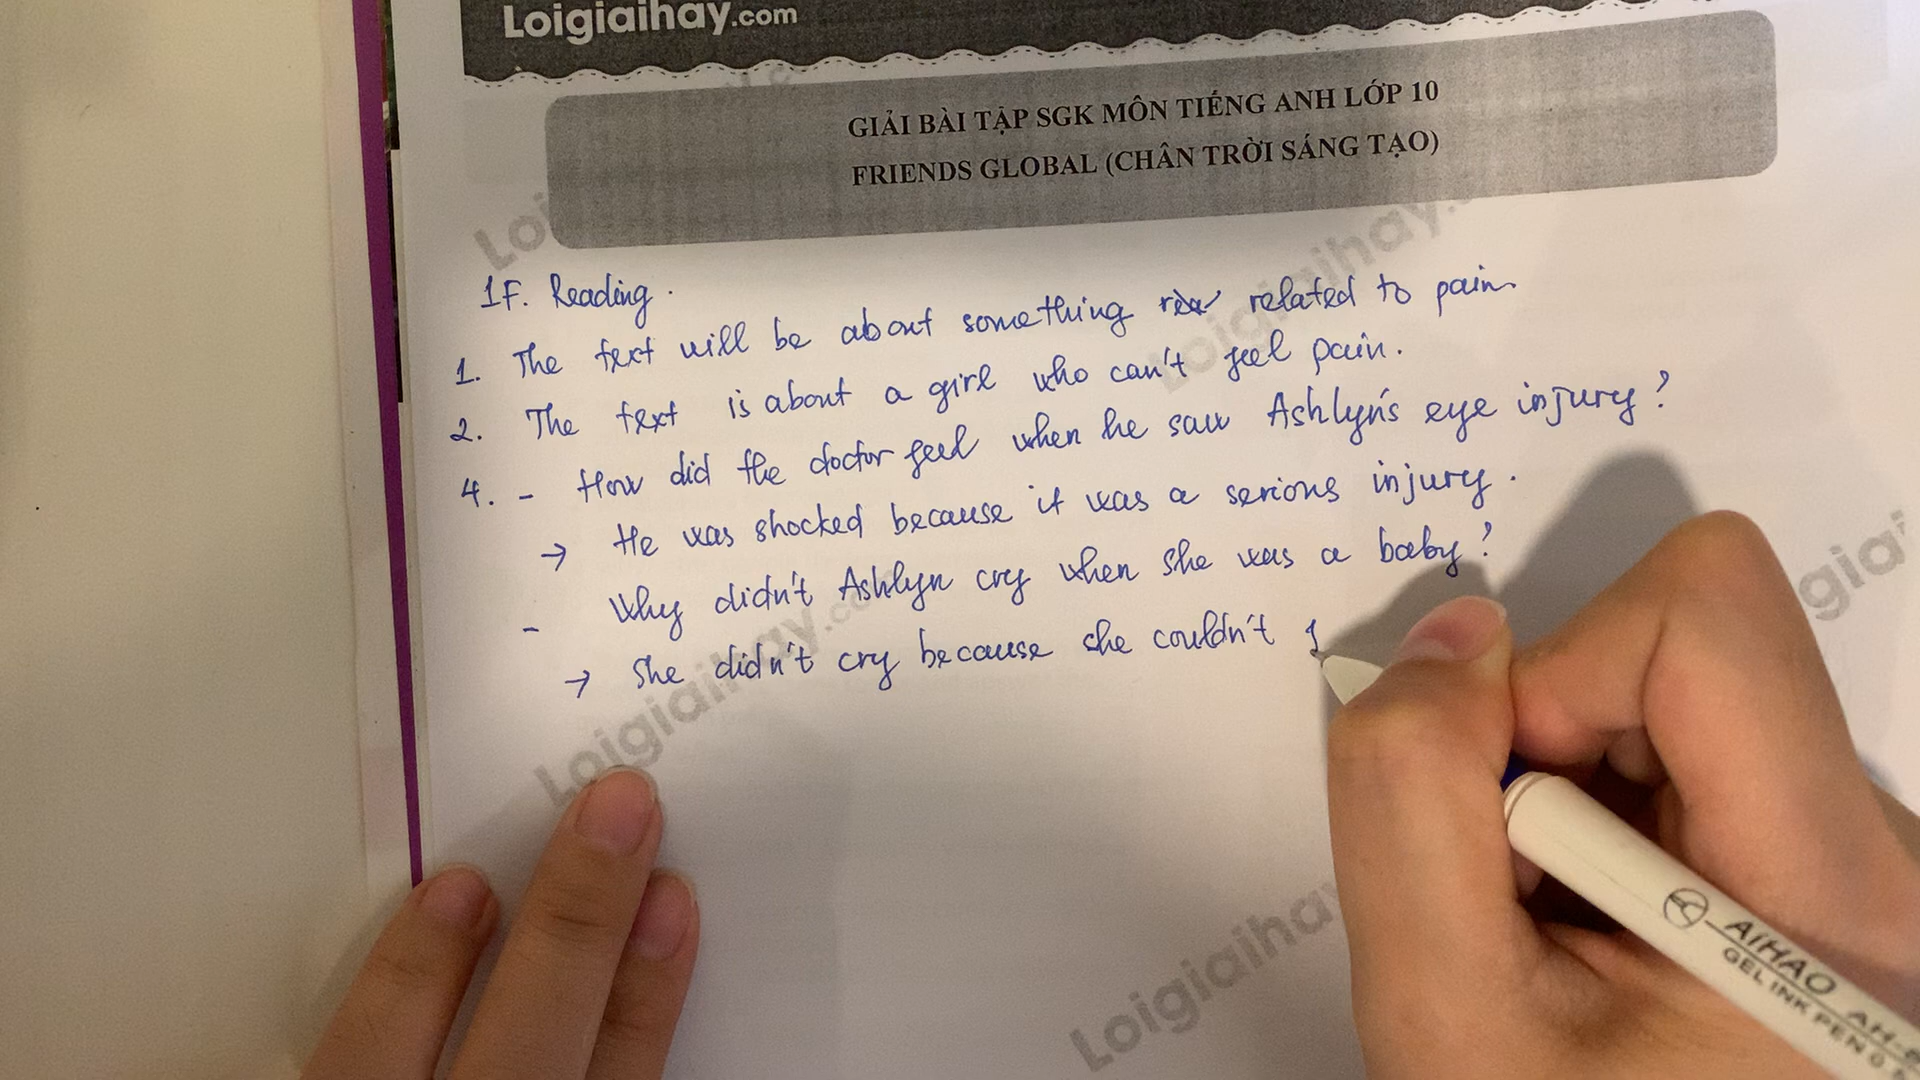 Loigiaihay.com
GIẢI BÀI TẬP SGK MÔN TIẾNG ANH LỚP 10
FRIENDS GLOBAL (CHÂN TRỜI SÁNG TẠO)
1F. Reading.
1. The text will be about something related to pain.
2. The text is about a girl who can't feel pain.
4. - How did the doctor feel when he saw Ashlyn's eye injury?
→ He was shocked because it was a serious injury.
- Why didn't Ashlyn cry when she was a baby?
→ She didn't cry because she couldn't
Loigiaihay.com
Loigiaihay
AIHAO
GEL INK PEN